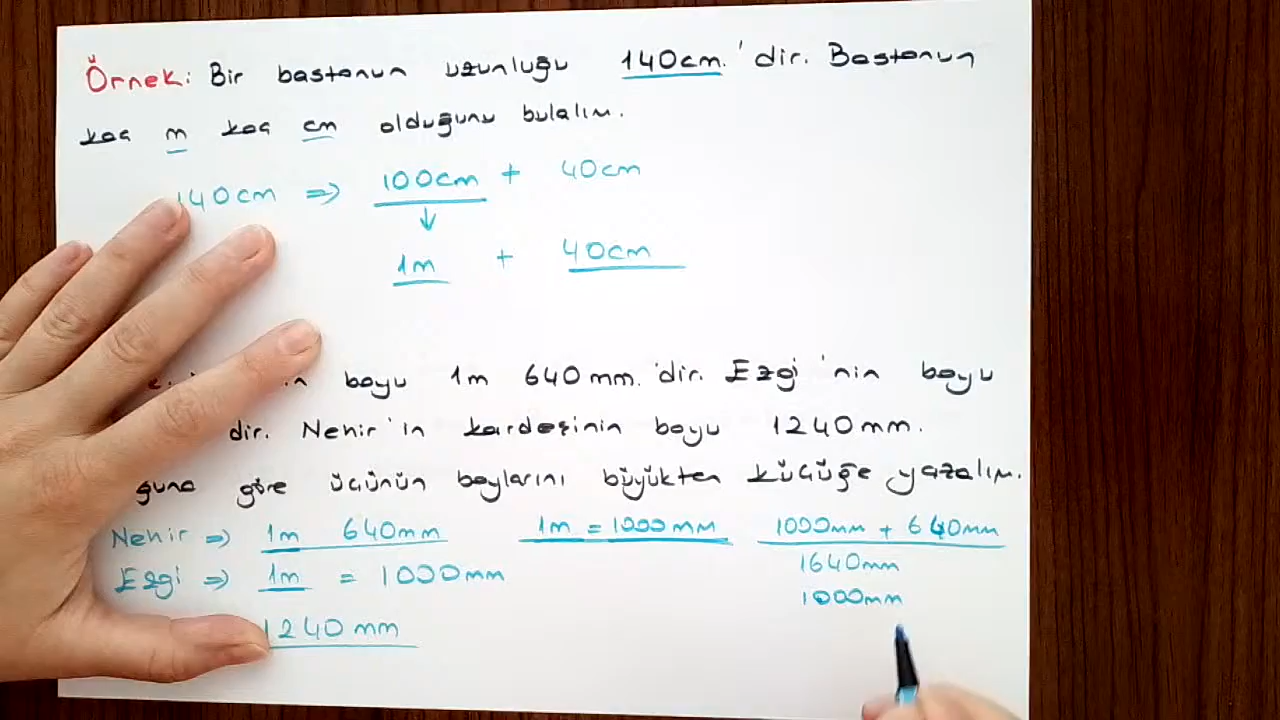 Örnek: Bir bastonun uzunluğu 140cm.'dir. Bastonun
kaç m kaç cm olduğunu bulalım.
140cm ⇒ 100cm + 40cm
↓
1m + 40cm
boyu 1m 640mm.'dir. Ezgi'nin boyu
dir. Nehir'in kardeşinin boyu 1240mm.
göre üçünün boylarını büyükten küçüğe yazalım.
Nehir ⇒ 1m 640mm 1m = 1000mm 1000mm + 640mm
Ezgi ⇒ 1m = 1000mm 1640mm
1000mm
1240mm